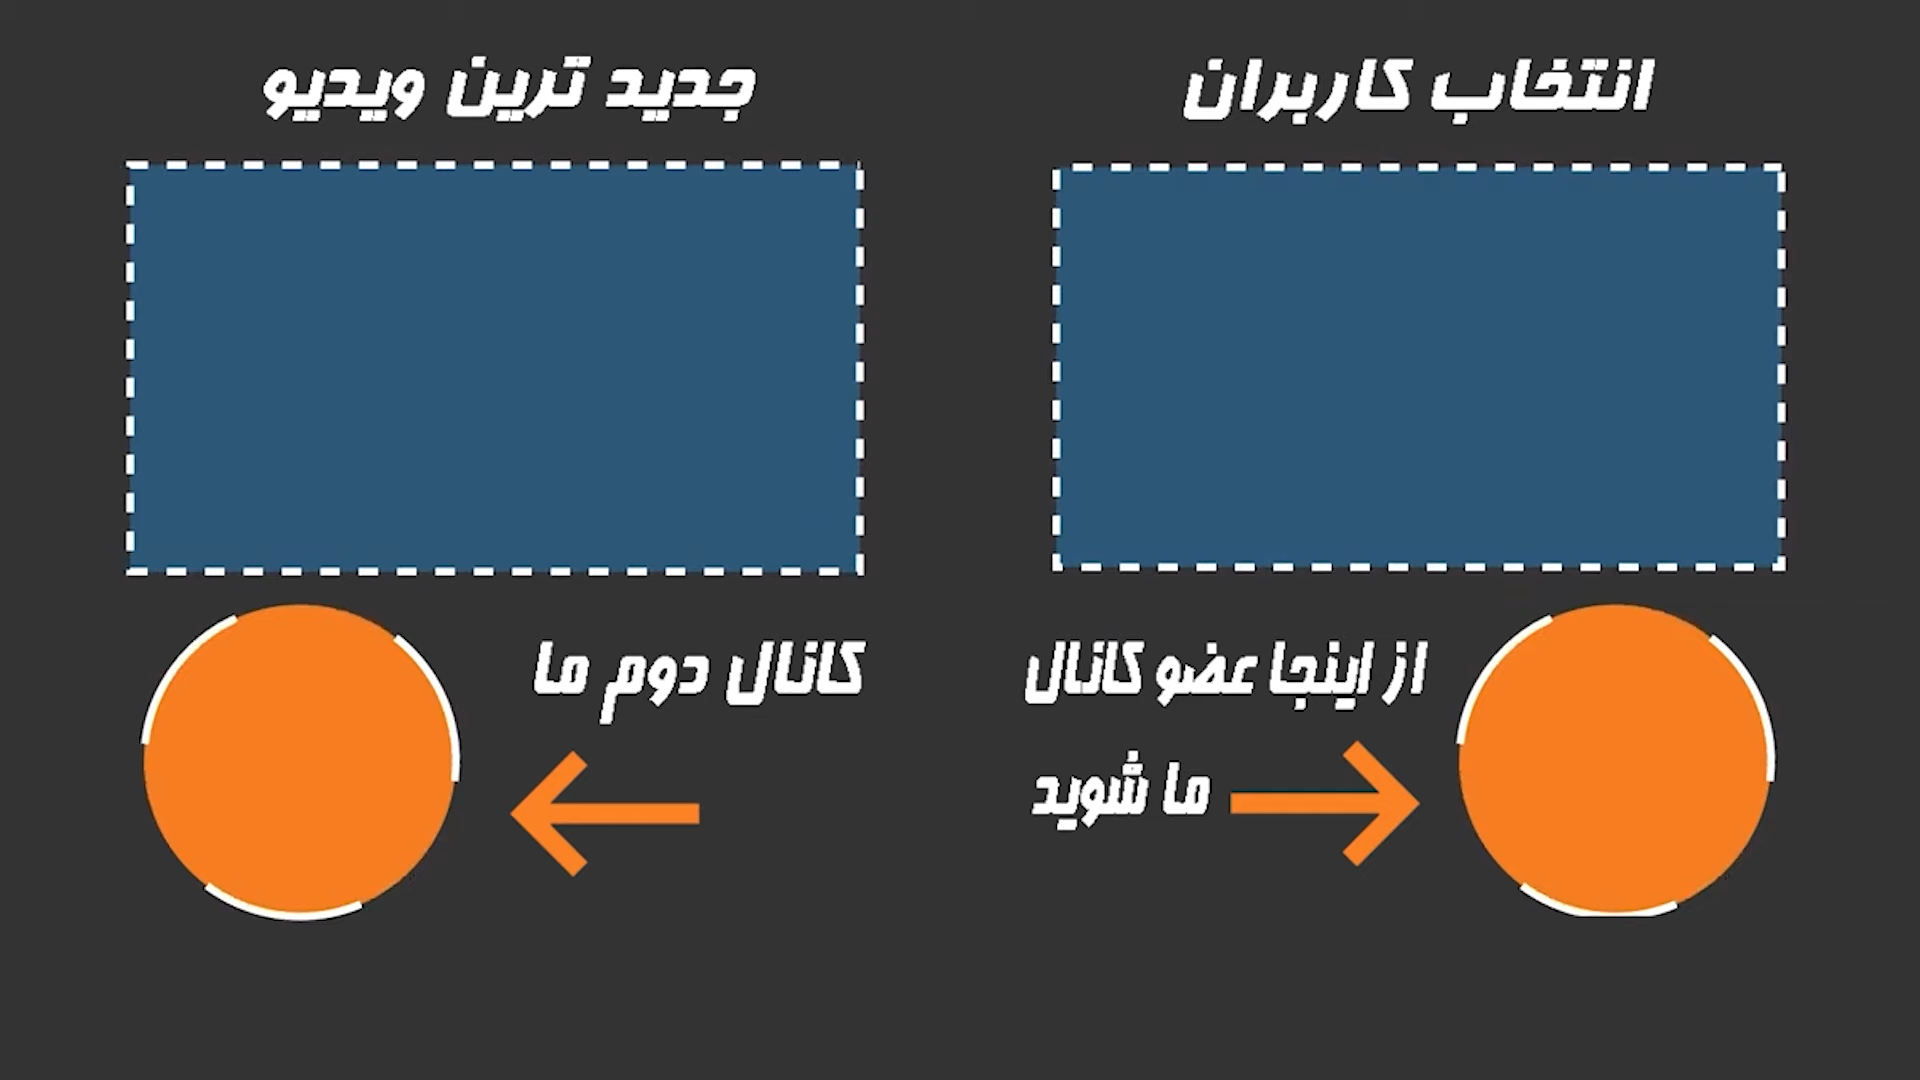 انتخاب کاربران
جدید ترین ویدیو
از اینجا عضو کانال
ما شوید
کانال دوم ما